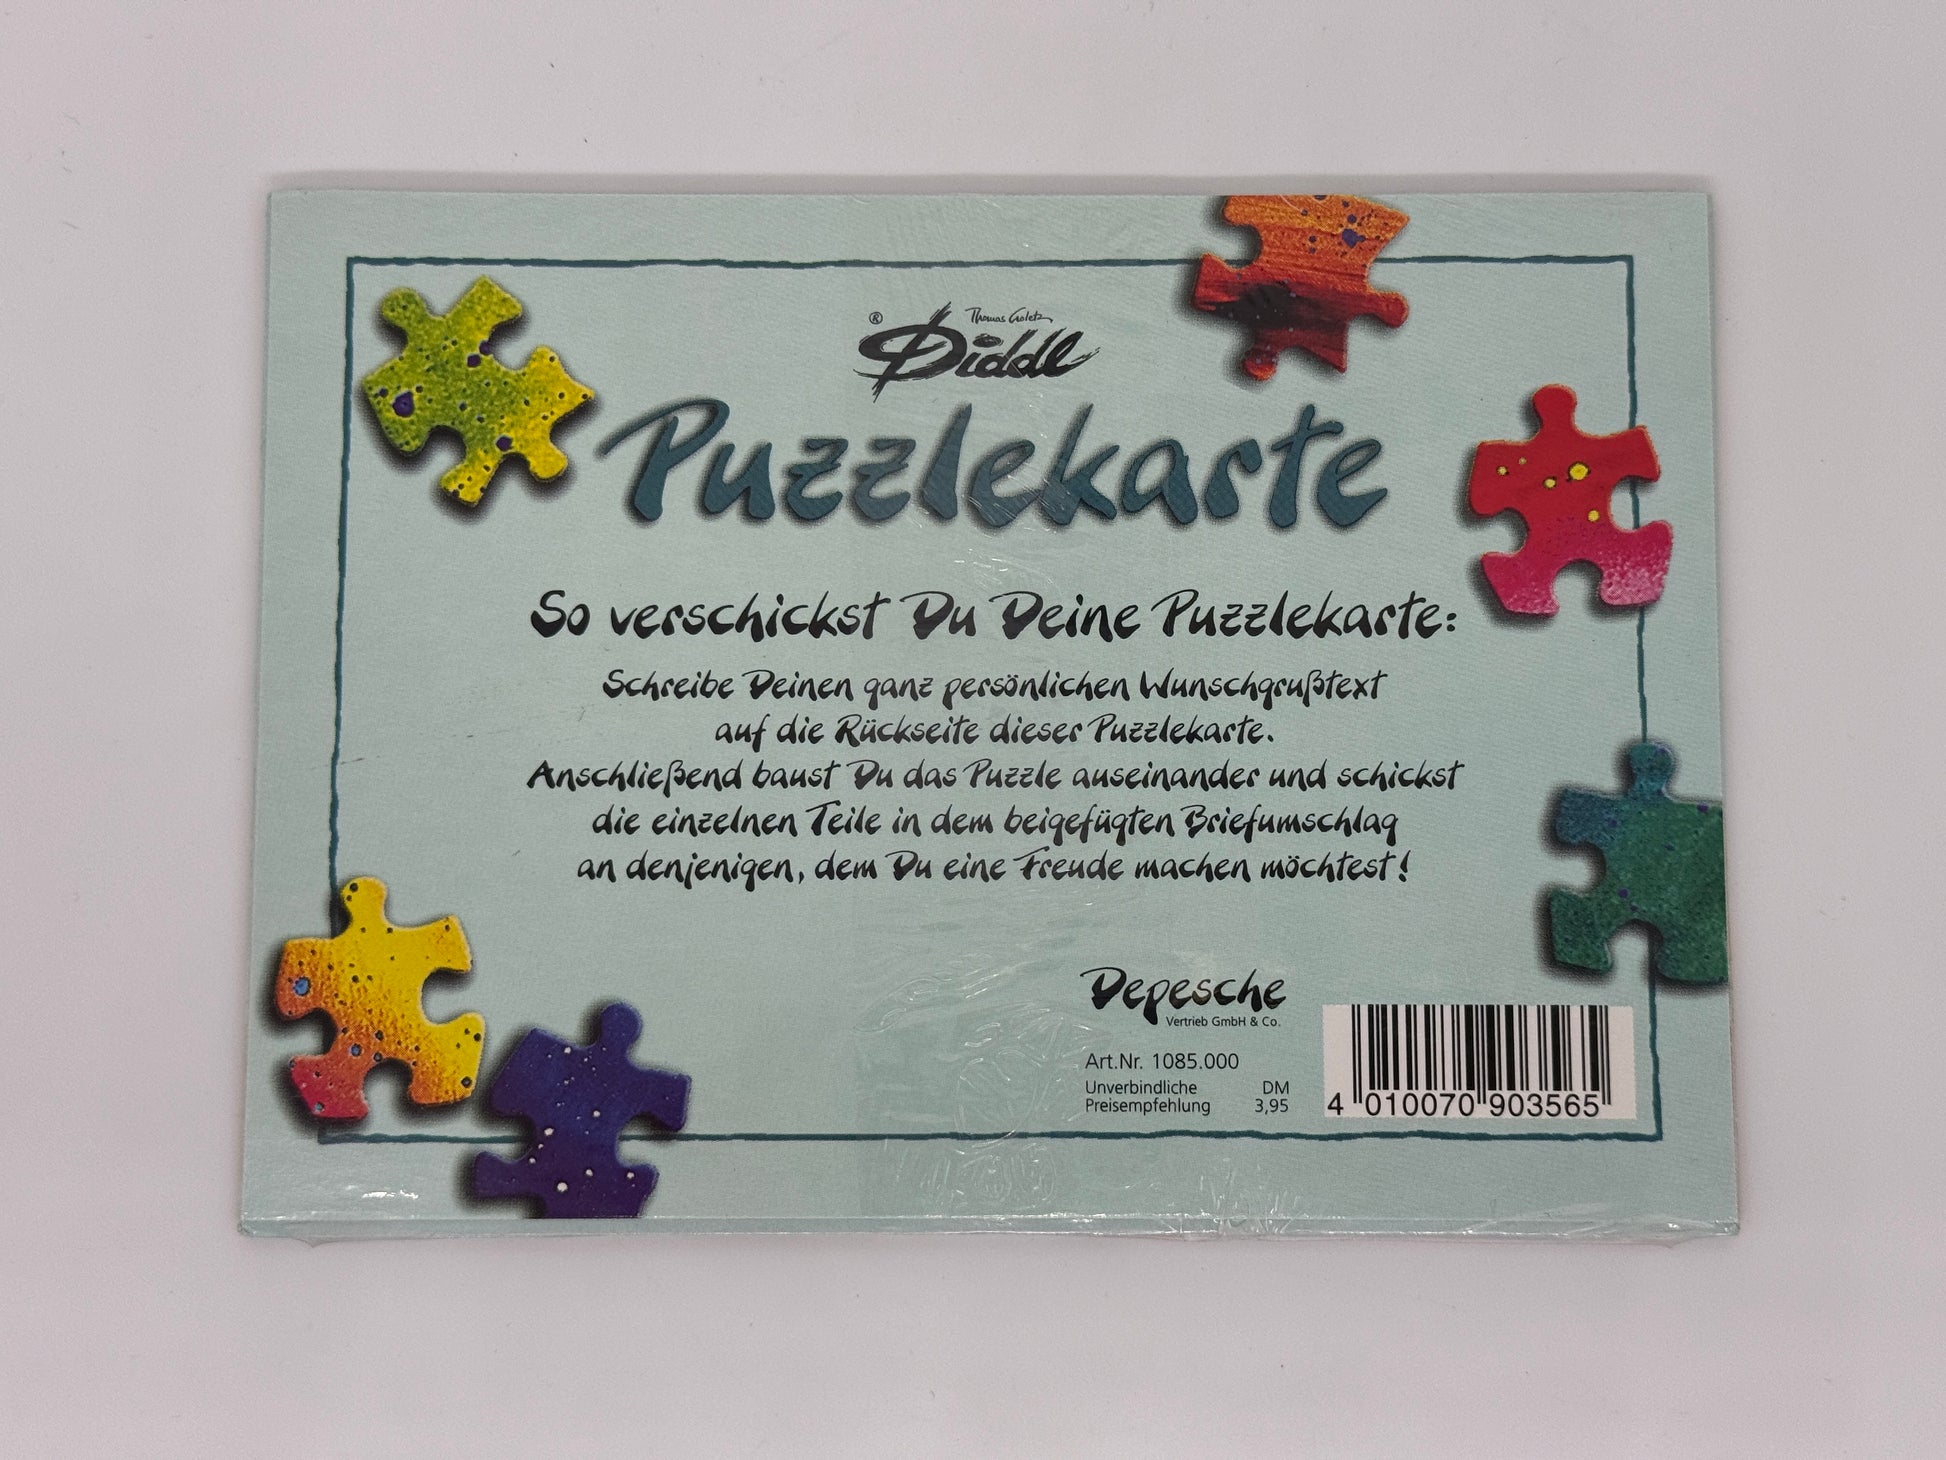 ® Thomas Goletz
Diddl
Puzzlekarte
So verschickst Du Deine Puzzlekarte:
Schreibe Deinen ganz persönlichen Wunschgrußtext
auf die Rückseite dieser Puzzlekarte.
Anschließend baust Du das Puzzle auseinander und schickst
die einzelnen Teile in dem beigefügten Briefumschlag
an denjenigen, dem Du eine Freude machen möchtest!
Depesche
Vertrieb GmbH & Co.
Art.Nr. 1085.000
Unverbindliche DM
Preisempfehlung 3,95
4 010070 903565